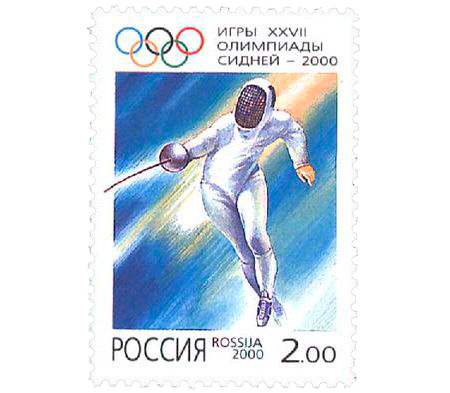 ИГРЫ XXVII
ОЛИМПИАДЫ
СИДНЕЙ – 2000
РОССИЯ
ROSSIJA
2000
2.00